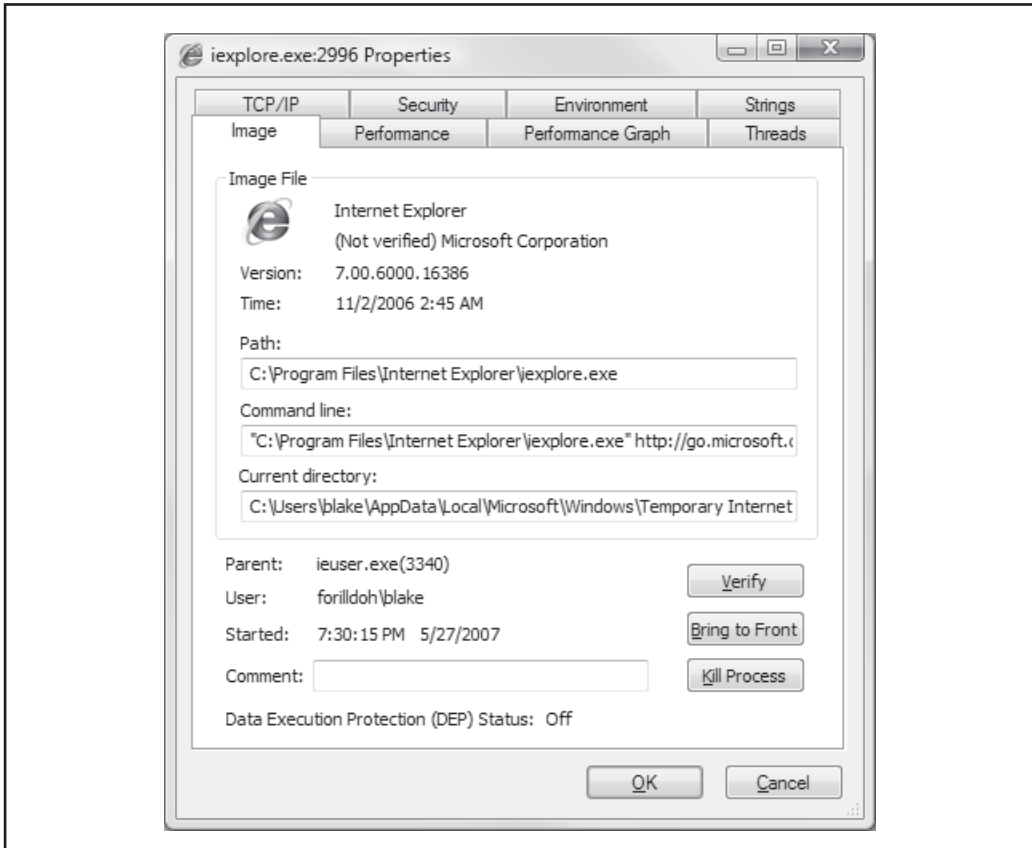 iexplore.exe:2996 Properties
TCP/IP Security Environment Strings
Image Performance Performance Graph Threads
Image File
Internet Explorer
(Not verified) Microsoft Corporation
Version: 7.00.6000.16386
Time: 11/2/2006 2:45 AM
Path:
C:\Program Files\Internet Explorer\iexplore.exe
Command line:
"C:\Program Files\Internet Explorer\iexplore.exe" http://go.microsoft.c
Current directory:
C:\Users\blake\AppData\Local\Microsoft\Windows\Temporary Internet
Parent: ieuser.exe(3340)
Verify
User: forilldoh\blake
Started: 7:30:15 PM 5/27/2007
Bring to Front
Comment:
Kill Process
Data Execution Protection (DEP) Status: Off
OK Cancel